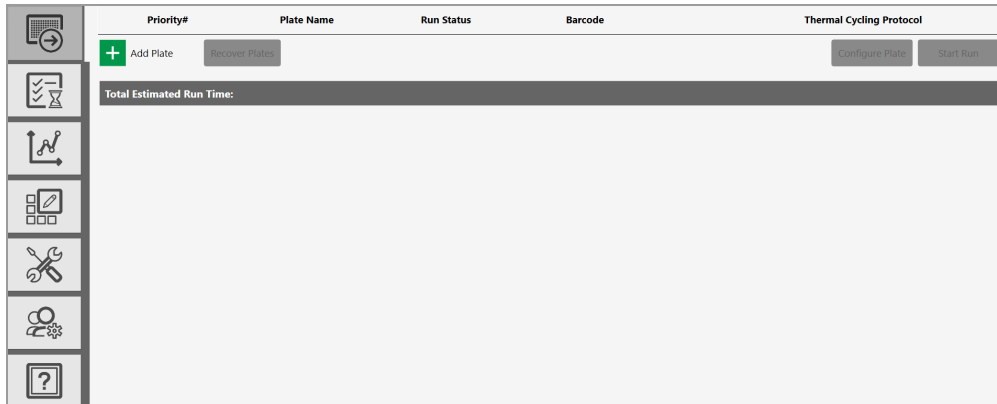 Priority# Plate Name Run Status Barcode Thermal Cycling Protocol
Add Plate Recover Plates Configure Plate Start Run
Total Estimated Run Time:
?